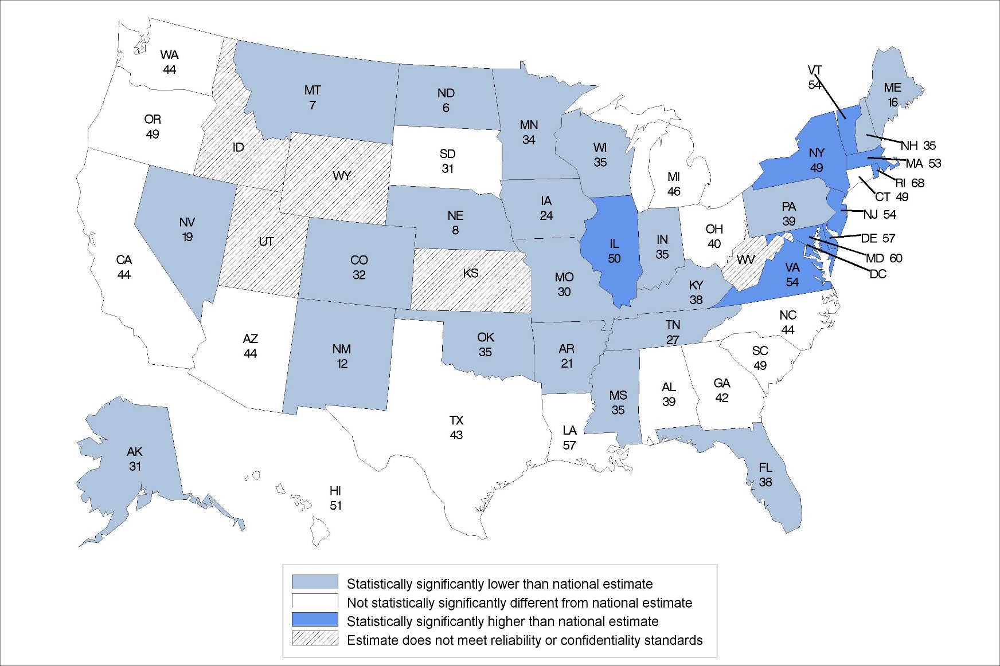 WA
44
OR
49
CA
44
NV
19
ID
MT
7
WY
UT
AZ
44
CO
32
NM
12
ND
6
SD
31
NE
8
KS
OK
35
TX
43
MN
34
IA
24
MO
30
AR
21
LA
57
WI
35
IL
50
MS
35
MI
46
IN
35
KY
38
TN
27
AL
39
OH
40
WV
GA
42
FL
38
SC
49
NC
44
VA
54
PA
39
NY
49
VT
54
ME
16
NH 35
MA 53
RI 68
CT 49
NJ 54
DE 57
MD 60
DC
AK
31
HI
51
Statistically significantly lower than national estimate
Not statistically significantly different from national estimate
Statistically significantly higher than national estimate
Estimate does not meet reliability or confidentiality standards